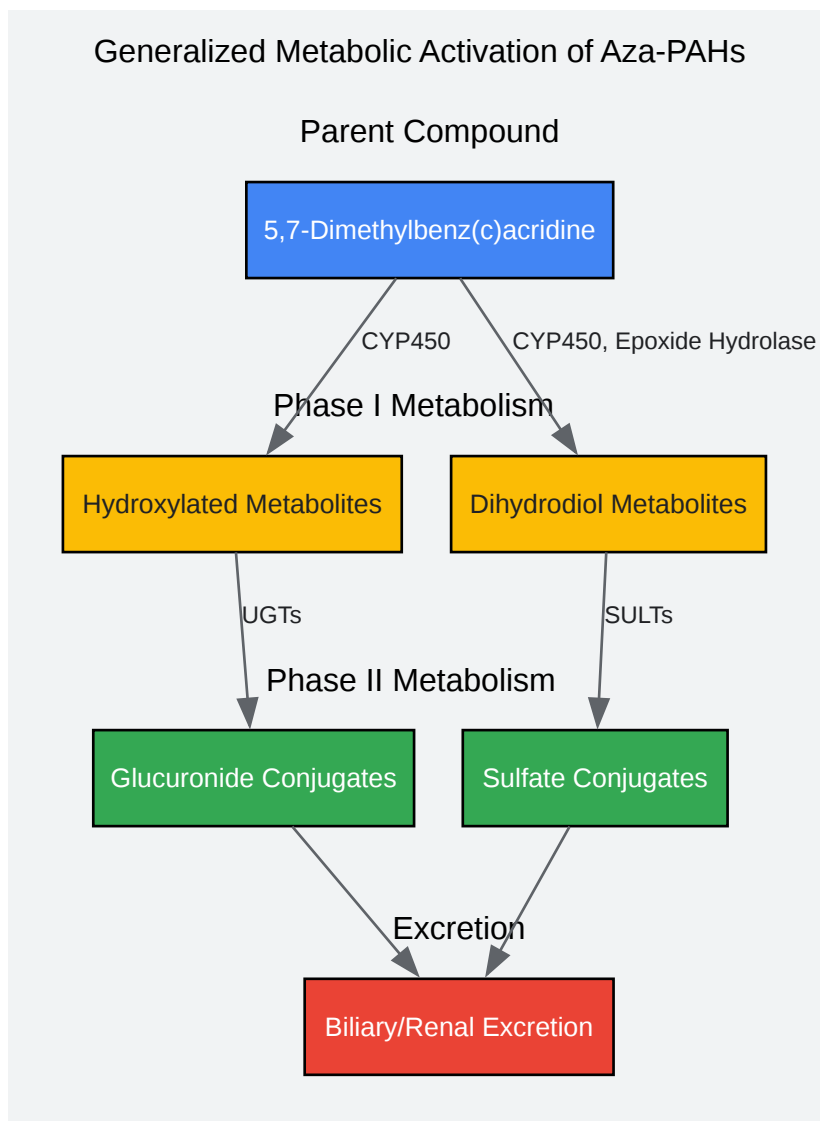 Generalized Metabolic Activation of Aza-PAHs
Parent Compound
5,7-Dimethylbenz(c)acridine
CYP450
CYP450, Epoxide Hydrolase
Phase I Metabolism
Hydroxylated Metabolites
Dihydrodiol Metabolites
UGTs
SULTs
Phase II Metabolism
Glucuronide Conjugates
Sulfate Conjugates
Excretion
Biliary/Renal Excretion